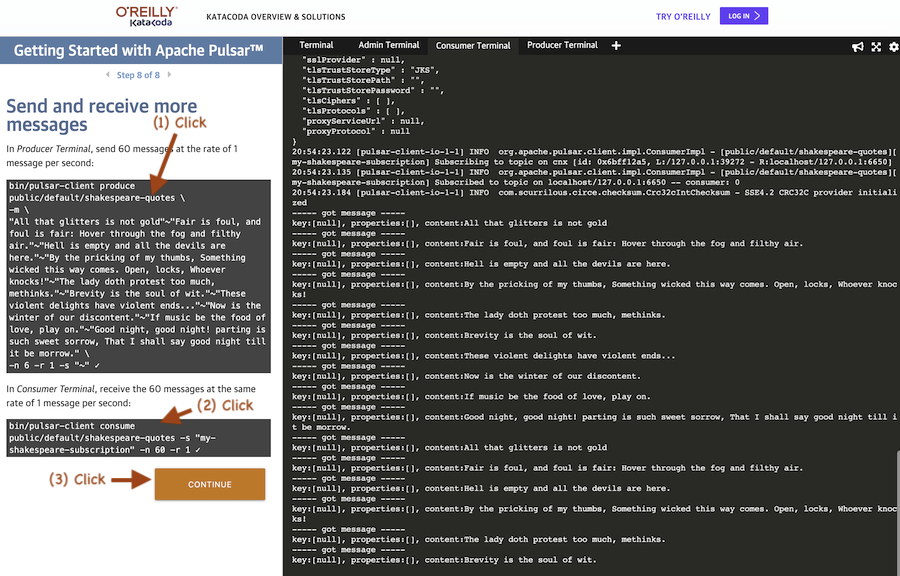 O'REILLY
Katacoda
KATACODA OVERVIEW & SOLUTIONS
TRY O'REILLY
LOG IN
Getting Started with Apache Pulsar™
Step 8 of 8
Send and receive more
messages
(1) Click
In Producer Terminal, send 60 messages at the rate of 1
message per second:
bin/pulsar-client produce
public/default/shakespeare-quotes \
-m \
"All that glitters is not gold"~"Fair is foul, and
foul is fair: Hover through the fog and filthy
air."~"Hell is empty and all the devils are
here."~"By the pricking of my thumbs, Something
wicked this way comes. Open, locks, Whoever
knocks!"~"The lady doth protest too much,
methinks."~"Brevity is the soul of wit."~"These
violent delights have violent ends..."~"Now is the
winter of our discontent."~"If music be the food of
love, play on."~"Good night, good night! parting is
such sweet sorrow, That I shall say good night till
it be morrow." \
-n 6 -r 1 -s "~" ✓
In Consumer Terminal, receive the 60 messages at the same
rate of 1 message per second:
(2) Click
bin/pulsar-client consume
public/default/shakespeare-quotes -s "my-
shakespeare-subscription" -n 60 -r 1 ✓
(3) Click
CONTINUE
Terminal
Admin Terminal
Consumer Terminal
Producer Terminal
"sslProvider" : null,
"tlsTrustStoreType" : "JKS",
"tlsTrustStorePath" : "",
"tlsTrustStorePassword" : "",
"tlsCiphers" : [ ],
"tlsProtocols" : [ ],
"proxyServiceUrl" : null,
"proxyProtocol" : null
}
20:54:23.122 [pulsar-client-io-1-1] INFO  org.apache.pulsar.client.impl.ConsumerImpl - [public/default/shakespeare-quotes][
my-shakespeare-subscription] Subscribing to topic on cnx [id: 0x6bff12a5, L:/127.0.0.1:39272 - R:localhost/127.0.0.1:6650]
20:54:23.135 [pulsar-client-io-1-1] INFO  org.apache.pulsar.client.impl.ConsumerImpl - [public/default/shakespeare-quotes][
my-shakespeare-subscription] Subscribed to topic on localhost/127.0.0.1:6650 -- consumer: 0
20:54:23.184 [pulsar-client-io-1-1] INFO  com.scurrilous.circe.checksum.Crc32cIntChecksum - SSE4.2 CRC32C provider initiali
zed
----- got message -----
key:[null], properties:[], content:All that glitters is not gold
----- got message -----
key:[null], properties:[], content:Fair is foul, and foul is fair: Hover through the fog and filthy air.
----- got message -----
key:[null], properties:[], content:Hell is empty and all the devils are here.
----- got message -----
key:[null], properties:[], content:By the pricking of my thumbs, Something wicked this way comes. Open, locks, Whoever knoc
ks!
----- got message -----
key:[null], properties:[], content:The lady doth protest too much, methinks.
----- got message -----
key:[null], properties:[], content:Brevity is the soul of wit.
----- got message -----
key:[null], properties:[], content:These violent delights have violent ends...
----- got message -----
key:[null], properties:[], content:Now is the winter of our discontent.
----- got message -----
key:[null], properties:[], content:If music be the food of love, play on.
----- got message -----
key:[null], properties:[], content:Good night, good night! parting is such sweet sorrow, That I shall say good night till i
t be morrow.
----- got message -----
key:[null], properties:[], content:All that glitters is not gold
----- got message -----
key:[null], properties:[], content:Fair is foul, and foul is fair: Hover through the fog and filthy air.
----- got message -----
key:[null], properties:[], content:Hell is empty and all the devils are here.
----- got message -----
key:[null], properties:[], content:By the pricking of my thumbs, Something wicked this way comes. Open, locks, Whoever knoc
ks!
----- got message -----
key:[null], properties:[], content:The lady doth protest too much, methinks.
----- got message -----
key:[null], properties:[], content:Brevity is the soul of wit.